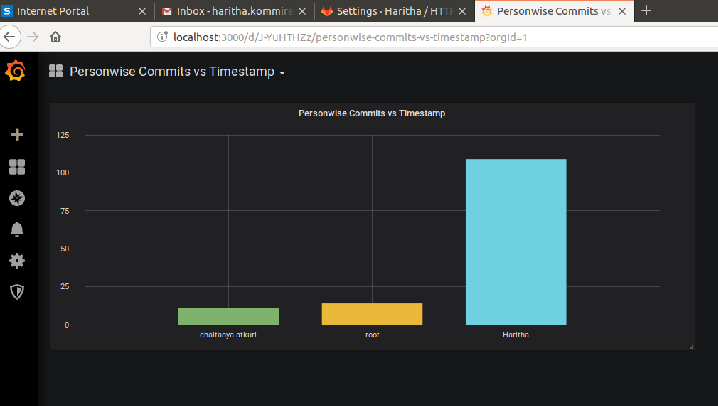 Internet Portal
Inbox - haritha.kommire
Settings · Haritha / HTT
Personwise Commits vs
localhost:3000/d/J-YuHTHZz/personwise-commits-vs-timestamp?orgId=1
Personwise Commits vs Timestamp
Personwise Commits vs Timestamp
125
100
75
50
25
0
chaitanya atkuri
root
Haritha